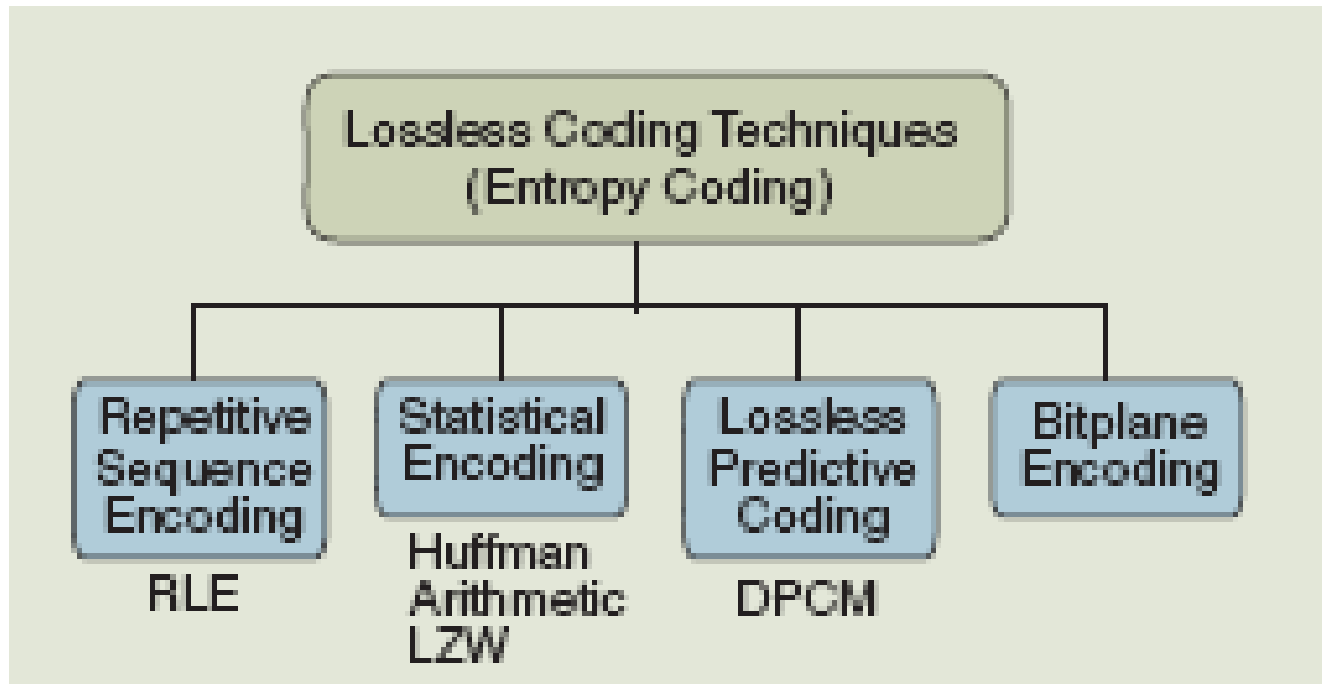 Lossless Coding Techniques
(Entropy Coding)
Repetitive
Sequence
Encoding
RLE
Statistical
Encoding
Huffman
Arithmetic
LZW
Lossless
Predictive
Coding
DPCM
Bitplane
Encoding